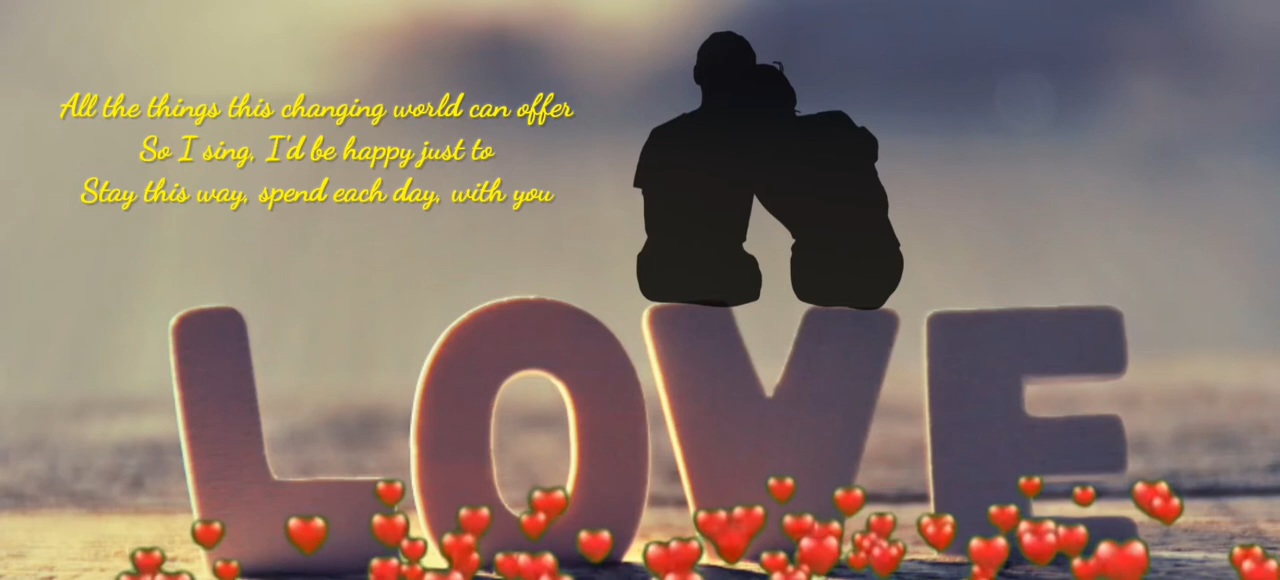 All the things this changing world can offer
So I sing, I'd be happy just to
Stay this way, spend each day, with you
LOVE